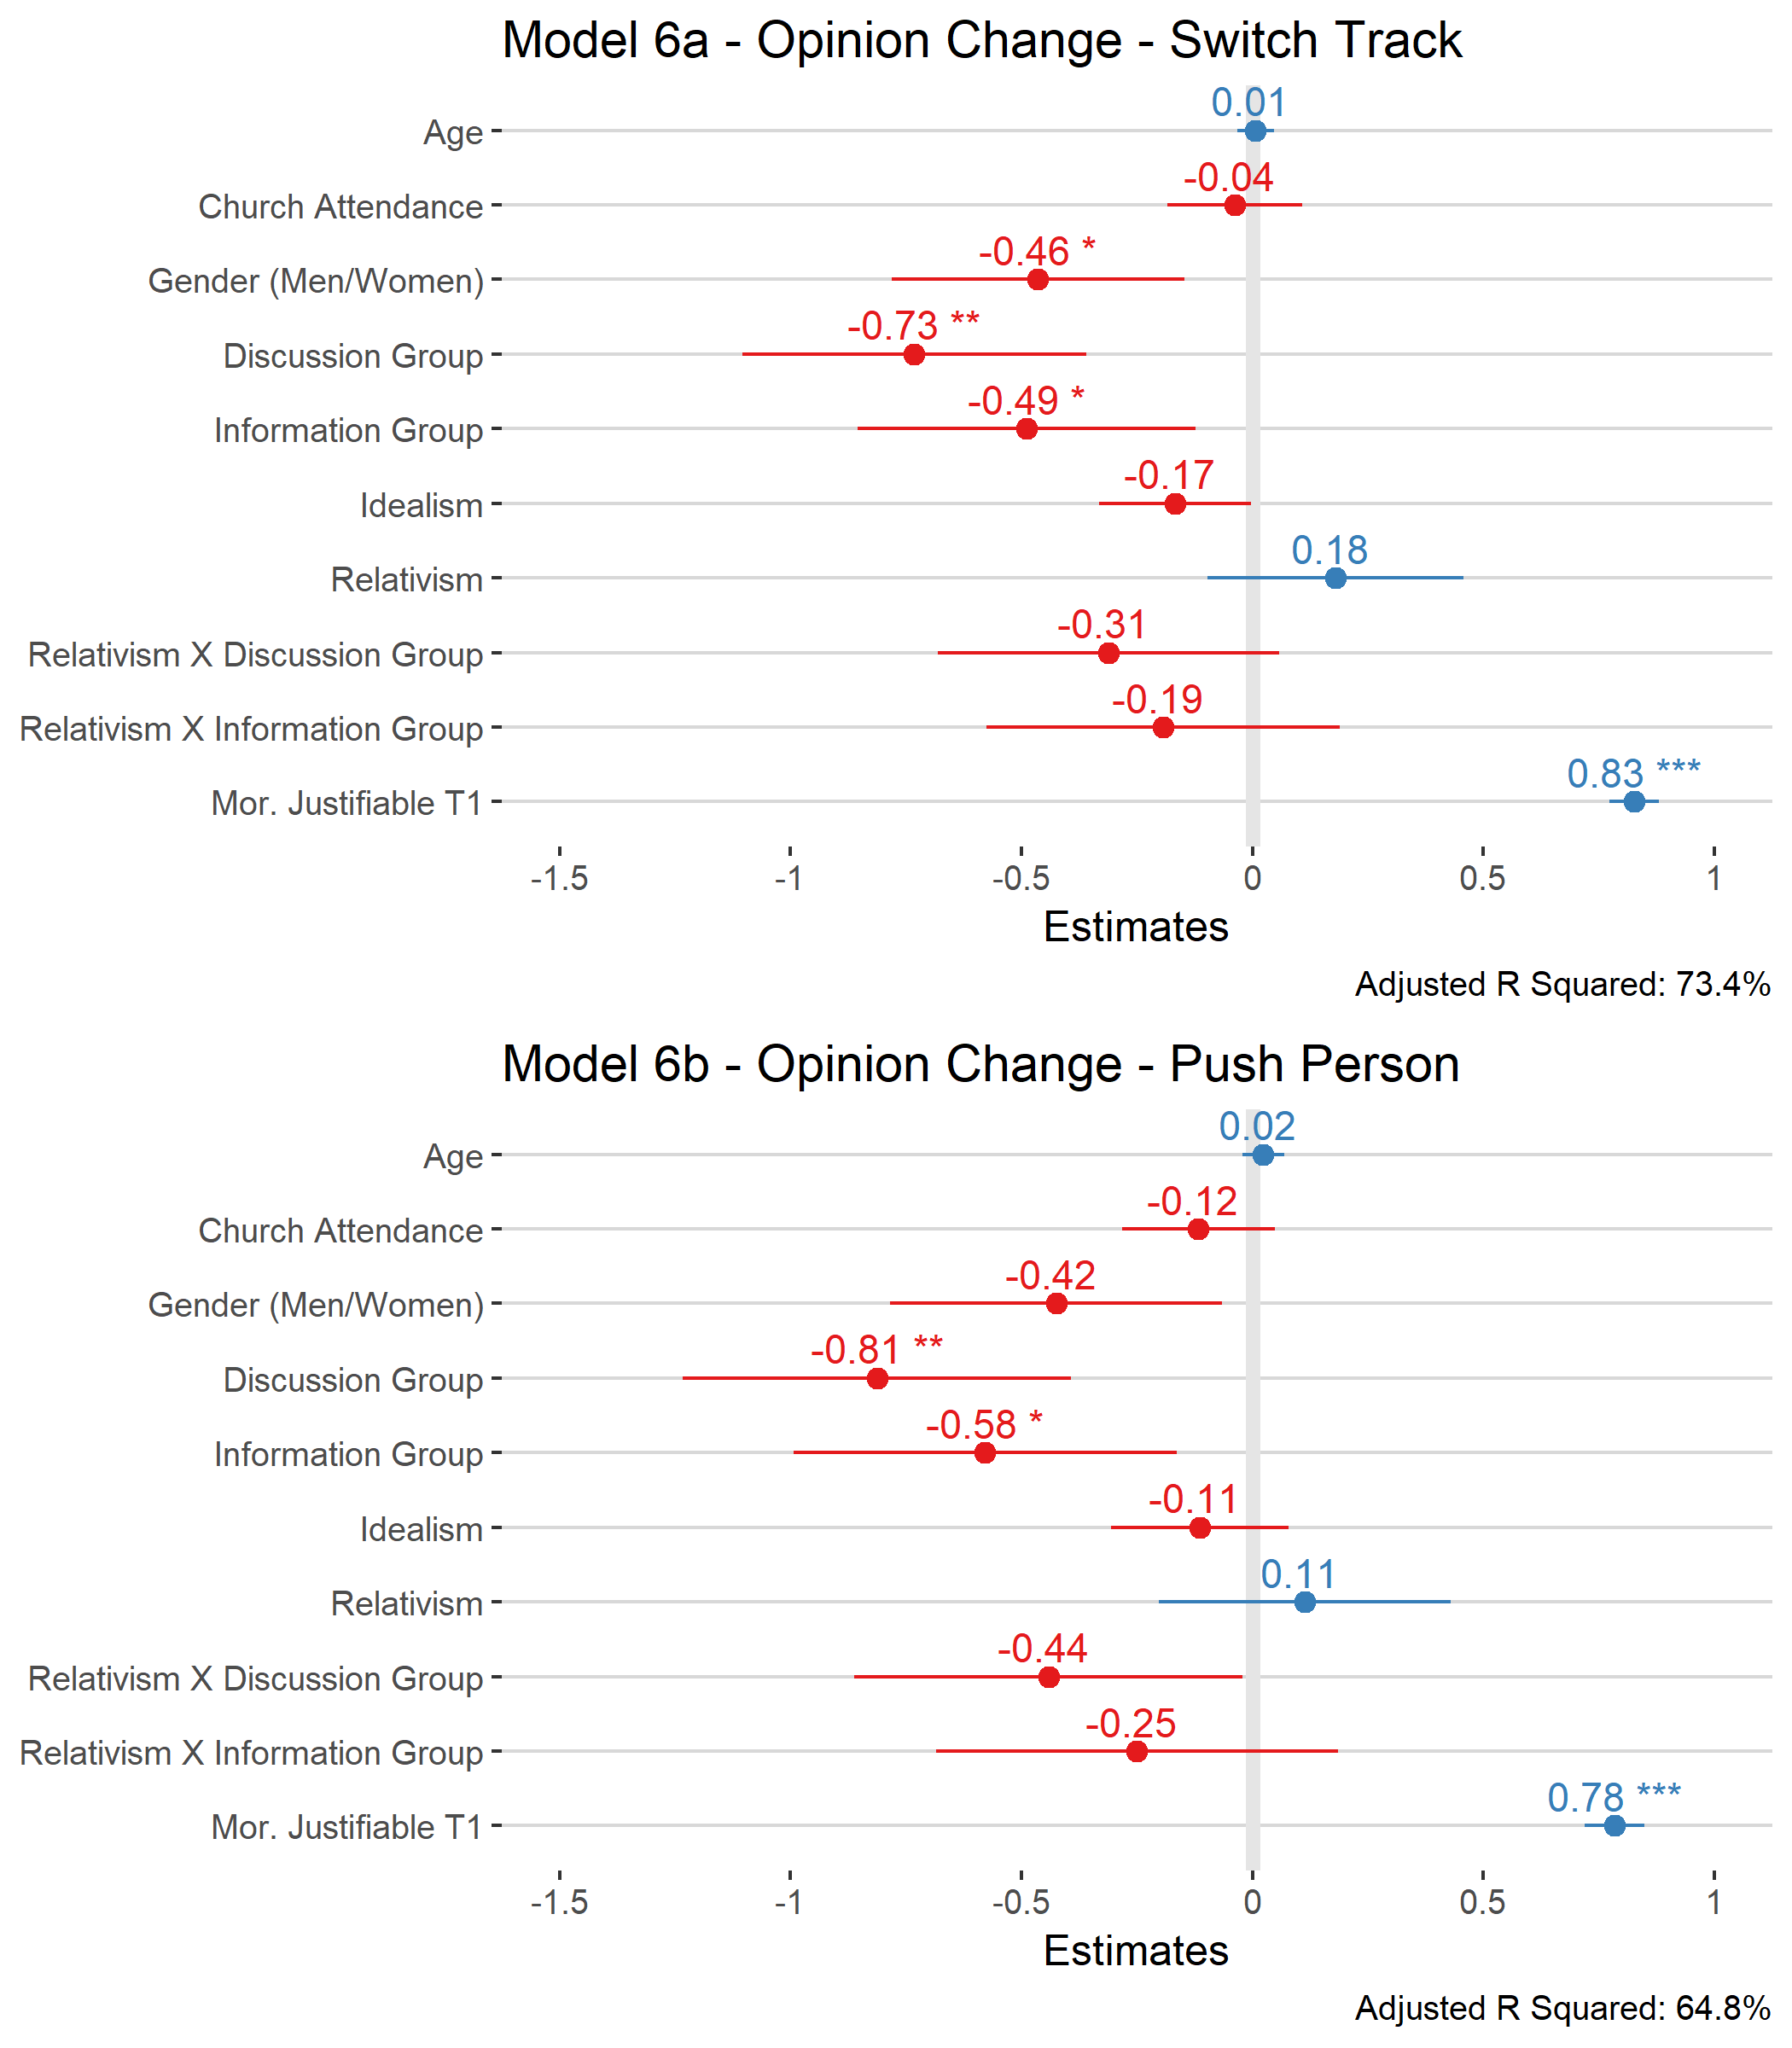 Model 6a - Opinion Change - Switch Track
0.01
Age
-0.04
Church Attendance
-0.46 *
Gender (Men/Women)
-0.73 **
Discussion Group
-0.49 *
Information Group
-0.17
Idealism
0.18
Relativism
-0.31
Relativism X Discussion Group
-0.19
Relativism X Information Group
0.83 ***
Mor. Justifiable T1
-1.5 -1 -0.5 0 0.5 1
Estimates
Adjusted R Squared: 73.4%
Model 6b - Opinion Change - Push Person
0.02
Age
-0.12
Church Attendance
-0.42
Gender (Men/Women)
-0.81 **
Discussion Group
-0.58 *
Information Group
-0.11
Idealism
0.11
Relativism
-0.44
Relativism X Discussion Group
-0.25
Relativism X Information Group
0.78 ***
Mor. Justifiable T1
-1.5 -1 -0.5 0 0.5 1
Estimates
Adjusted R Squared: 64.8%